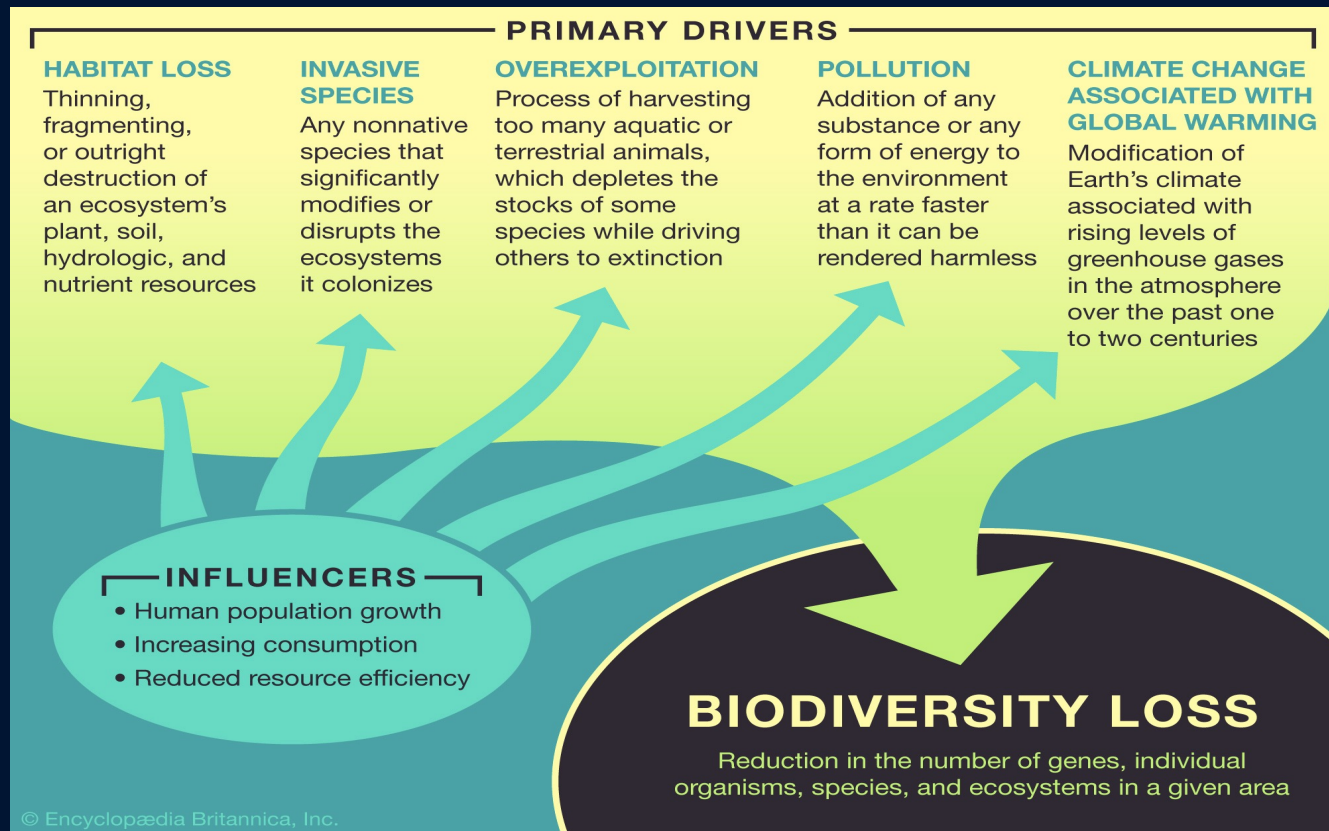 PRIMARY DRIVERS
HABITAT LOSS
Thinning,
fragmenting,
or outright
destruction of
an ecosystem’s
plant, soil,
hydrologic, and
nutrient resources
INVASIVE
SPECIES
Any nonnative
species that
significantly
modifies or
disrupts the
ecosystems
it colonizes
OVEREXPLOITATION
Process of harvesting
too many aquatic or
terrestrial animals,
which depletes the
stocks of some
species while driving
others to extinction
POLLUTION
Addition of any
substance or any
form of energy to
the environment
at a rate faster
than it can be
rendered harmless
CLIMATE CHANGE
ASSOCIATED WITH
GLOBAL WARMING
Modification of
Earth’s climate
associated with
rising levels of
greenhouse gases
in the atmosphere
over the past one
to two centuries
INFLUENCERS
• Human population growth
• Increasing consumption
• Reduced resource efficiency
BIODIVERSITY LOSS
Reduction in the number of genes, individual
organisms, species, and ecosystems in a given area
© Encyclopædia Britannica, Inc.